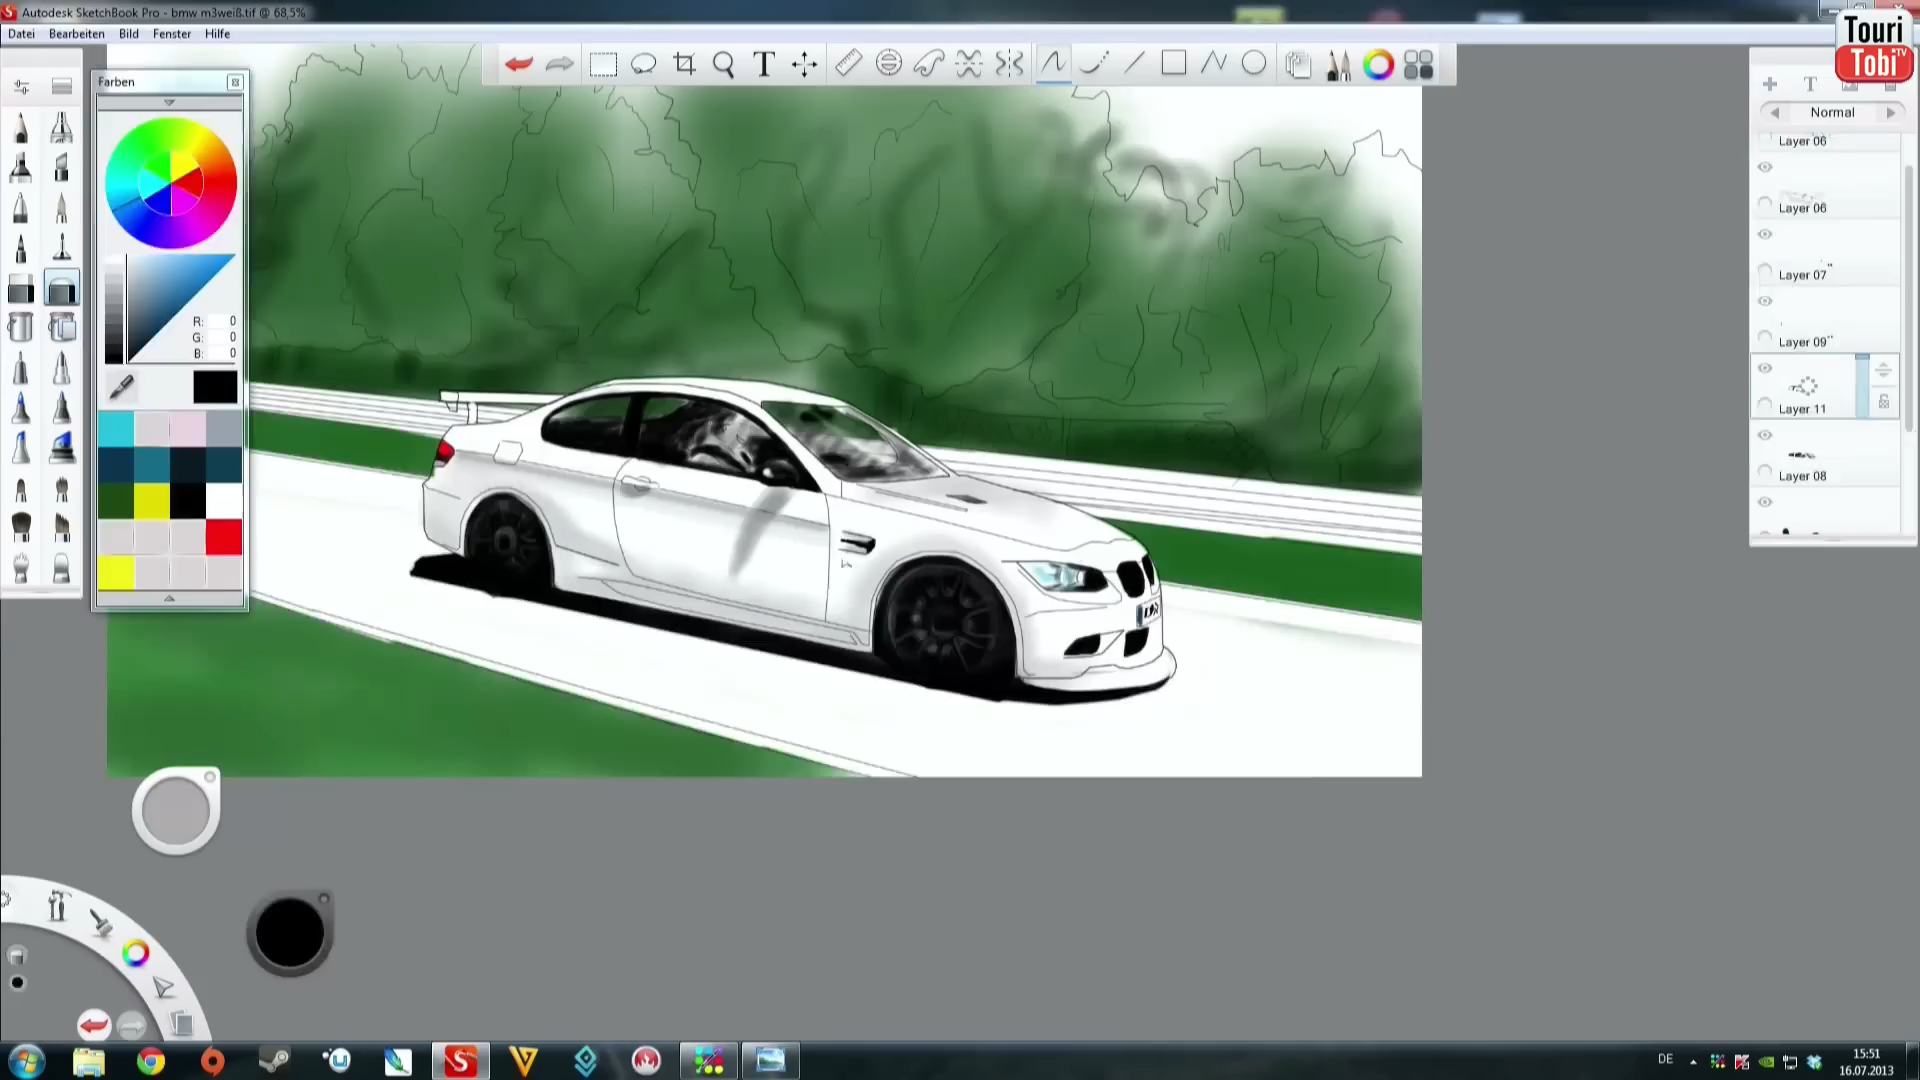 Autodesk SketchBook Pro - bmw m3weiß.tif @ 68,5%
Datei Bearbeiten Bild Fenster Hilfe
Touri
Tobi TV
Farben
Normal
Layer 06
Layer 06
Layer 07
Layer 09
Layer 11
Layer 08
R: 0
G: 0
B: 0
DE
15:51
16.07.2013